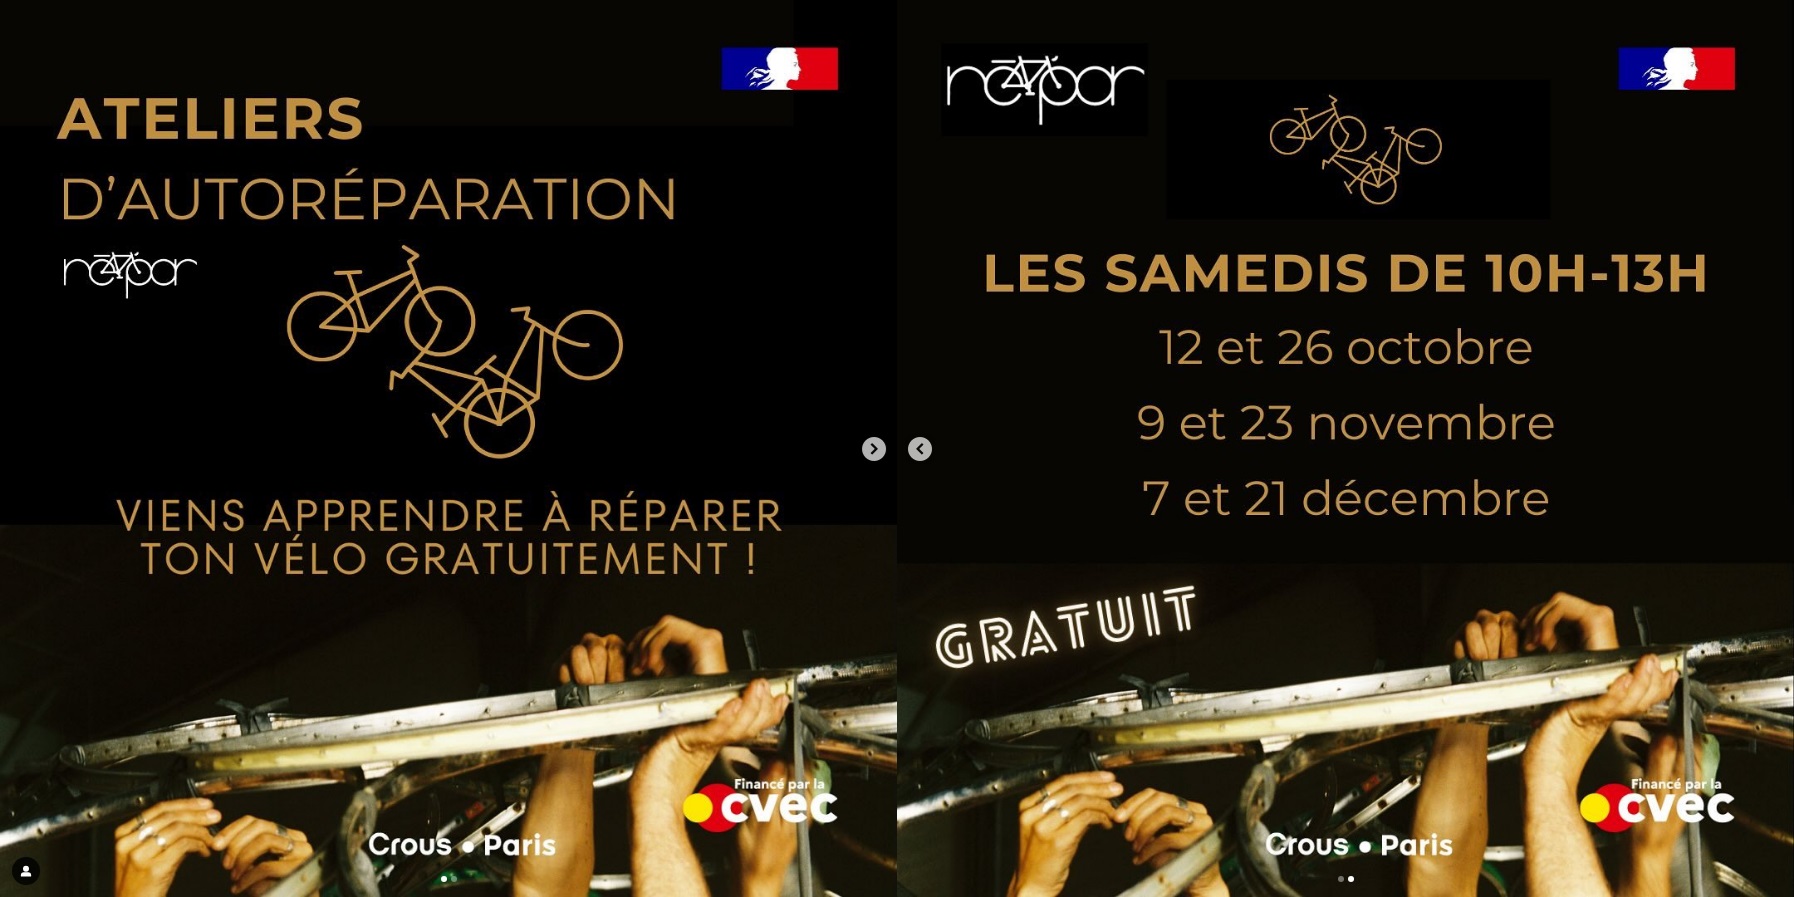 ATELIERS
D’AUTORÉPARATION
répar
VIENS APPRENDRE À RÉPARER
TON VÉLO GRATUITEMENT !
Financé par la
cvec
Crous • Paris
répar
LES SAMEDIS DE 10H-13H
12 et 26 octobre
9 et 23 novembre
7 et 21 décembre
GRATUIT
Financé par la
cvec
Crous • Paris